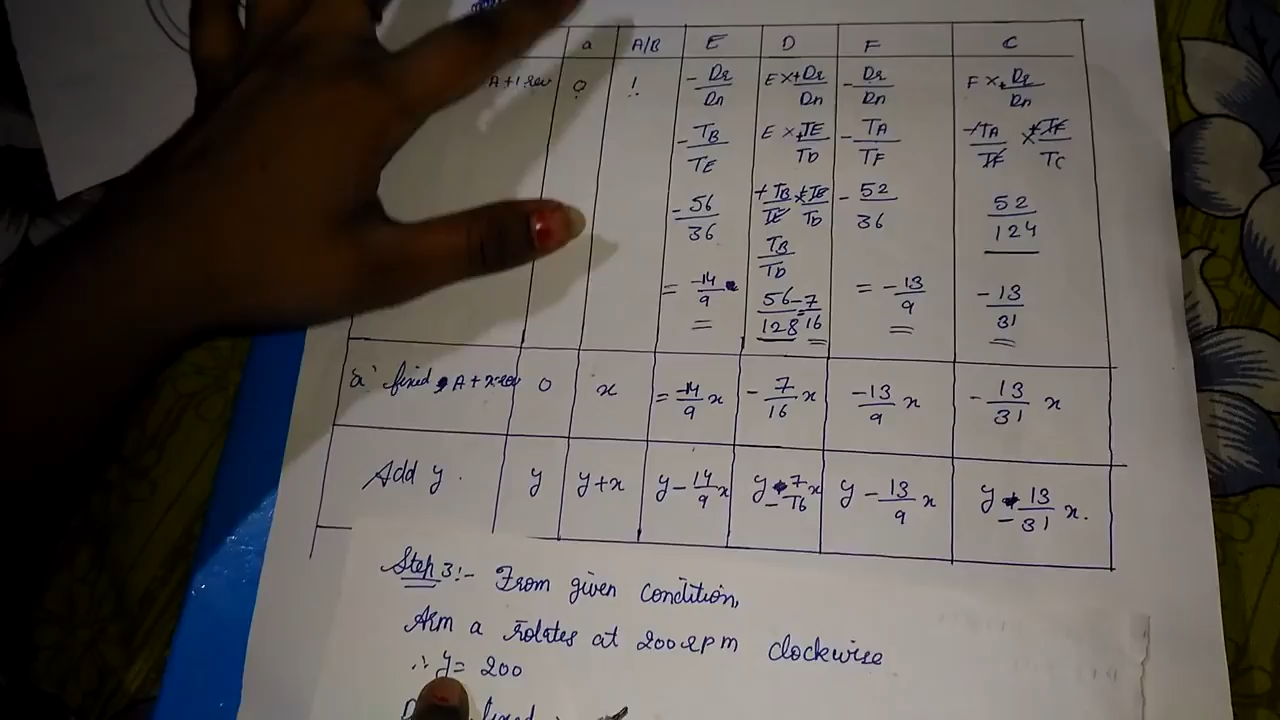 a A/B E D F C
A+1 rev 0 1 - Dr/Dn E x + Dr/Dn - Dr/Dn F x + Dr/Dn
- TB/TE E x + TE/TD - TA/TF - TA/TF x + TF/TC
- 56/36 + TB/TE x + TE/TD - 52/36 52/124
TB/TD
= -14/9 56/128 = 7/16 = -13/9 -13/31
'a' fixed, A + x rev 0 x = -14/9 x - 7/16 x -13/9 x - 13/31 x
Add y. y y+x y - 14/9 x y - 7/16 x y - 13/9 x y - 13/31 x.
Step 3:- From given condition,
Arm a rotates at 200 rpm clockwise
∴ y = 200
fixed